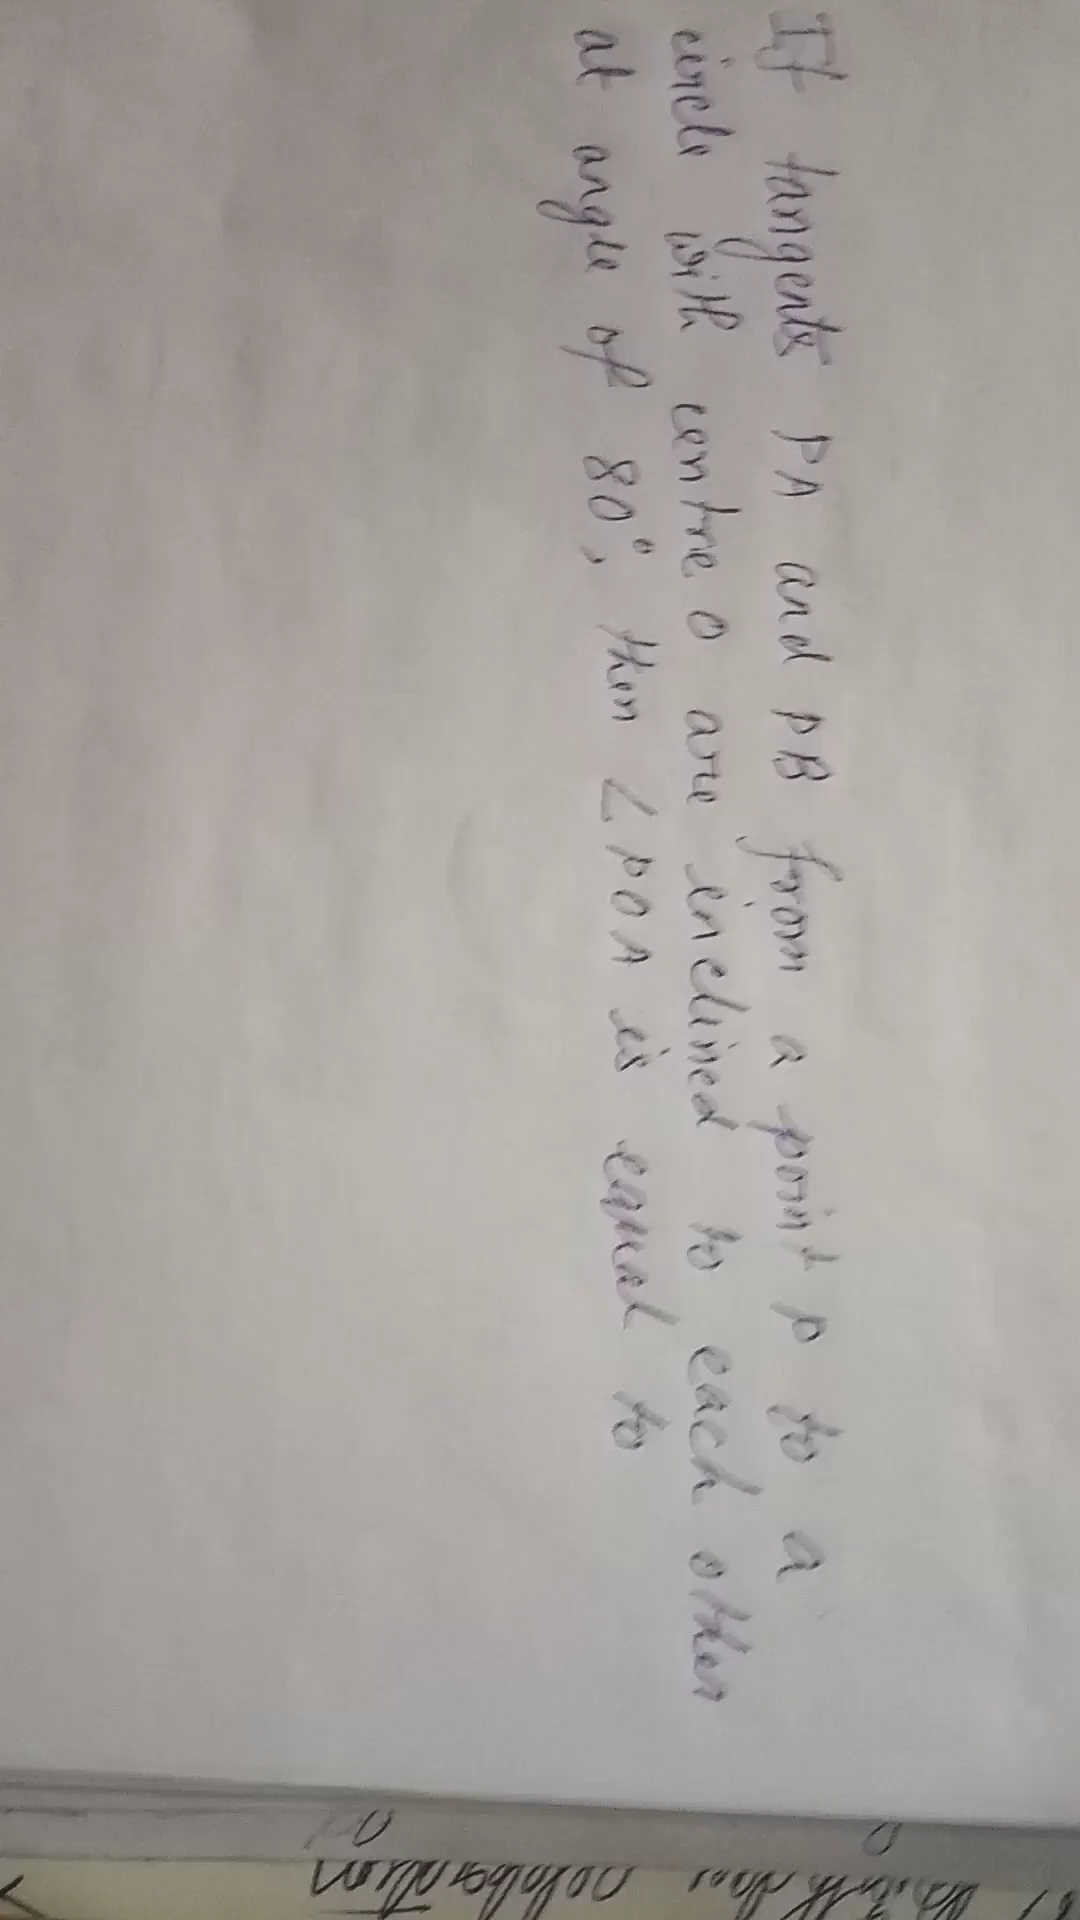 If tangents PA and PB from a point P to a
circle with centre O are inclined to each other
at angle of 80°, then ∠POA is equal to